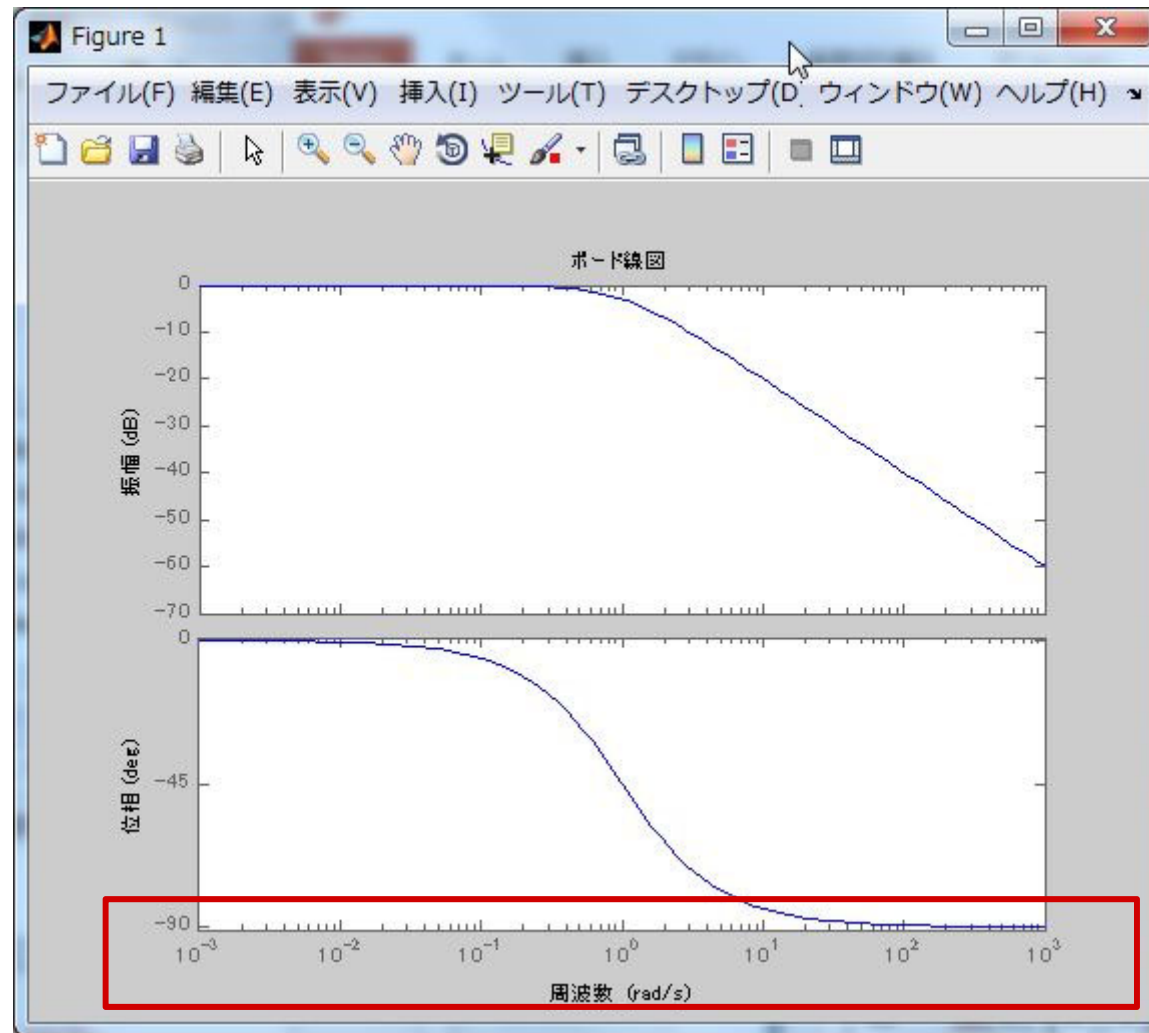 Figure 1
ファイル(F) 編集(E) 表示(V) 挿入(I) ツール(T) デスクトップ(D) ウィンドウ(W) ヘルプ(H)
ボード線図
0
-10
-20
-30
-40
-50
-60
-70
振幅 (dB)
0
-45
-90
位相 (deg)
10^-3 10^-2 10^-1 10^0 10^1 10^2 10^3
周波数 (rad/s)